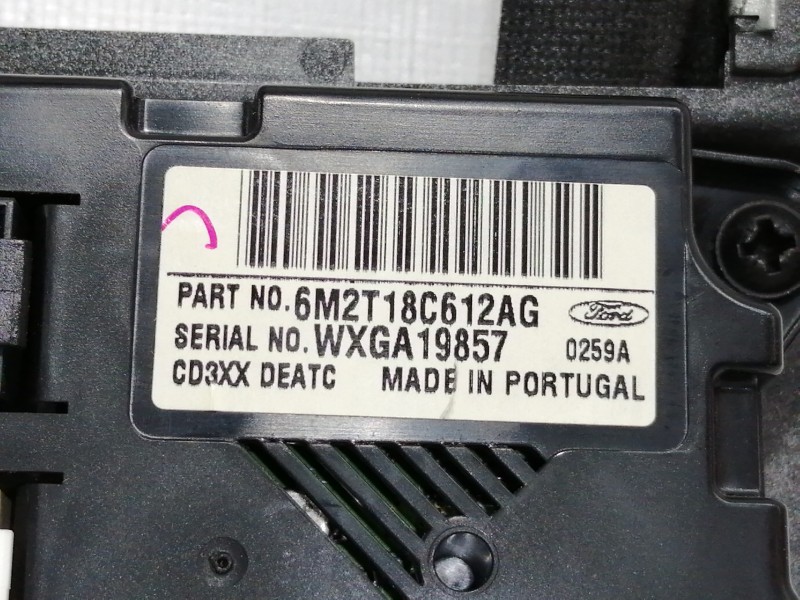 PART NO. 6M2T18C612AG Ford
SERIAL NO. WXGA19857 0259A
CD3XX DEATC MADE IN PORTUGAL